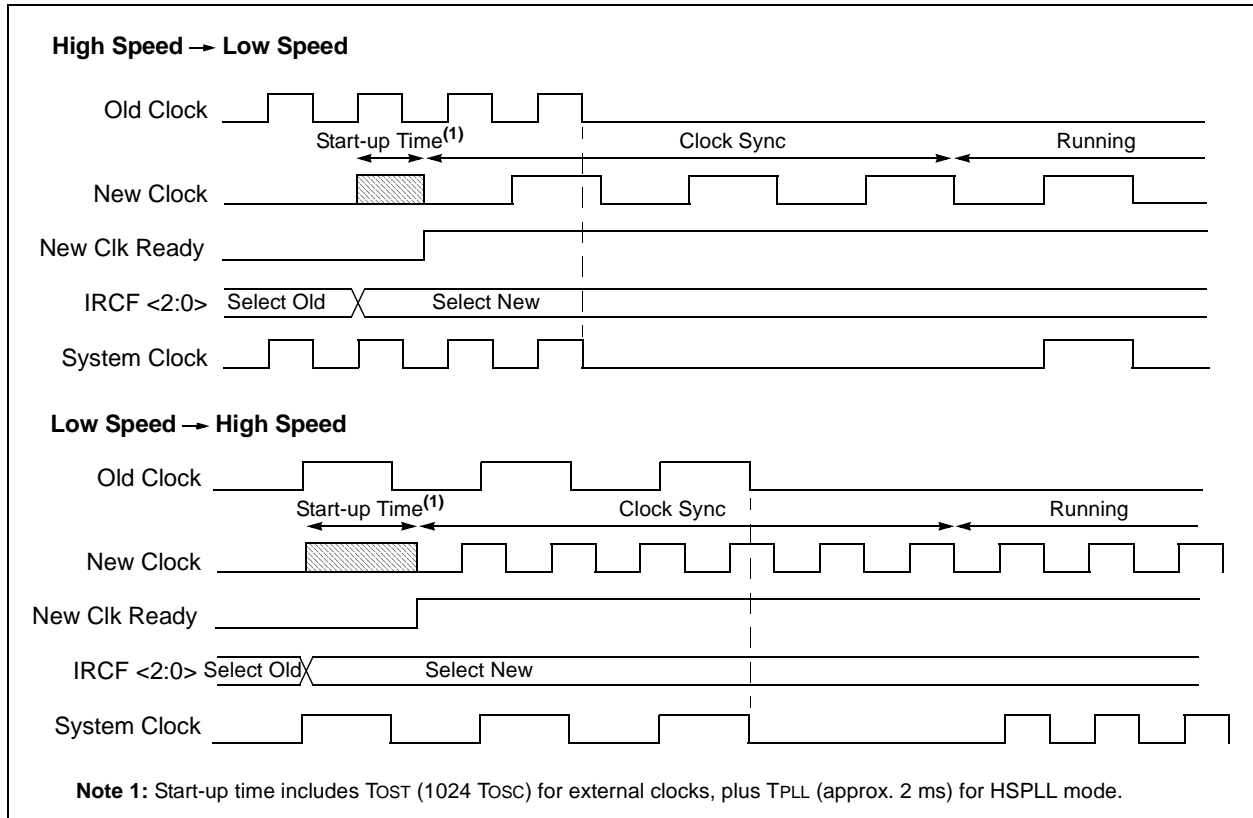 High Speed → Low Speed
Old Clock
Start-up Time(1)
Clock Sync
Running
New Clock
New Clk Ready
IRCF <2:0>
Select Old
Select New
System Clock
Low Speed → High Speed
Old Clock
Start-up Time(1)
Clock Sync
Running
New Clock
New Clk Ready
IRCF <2:0>
Select Old
Select New
System Clock
Note 1: Start-up time includes TOST (1024 TOSC) for external clocks, plus TPLL (approx. 2 ms) for HSPLL mode.